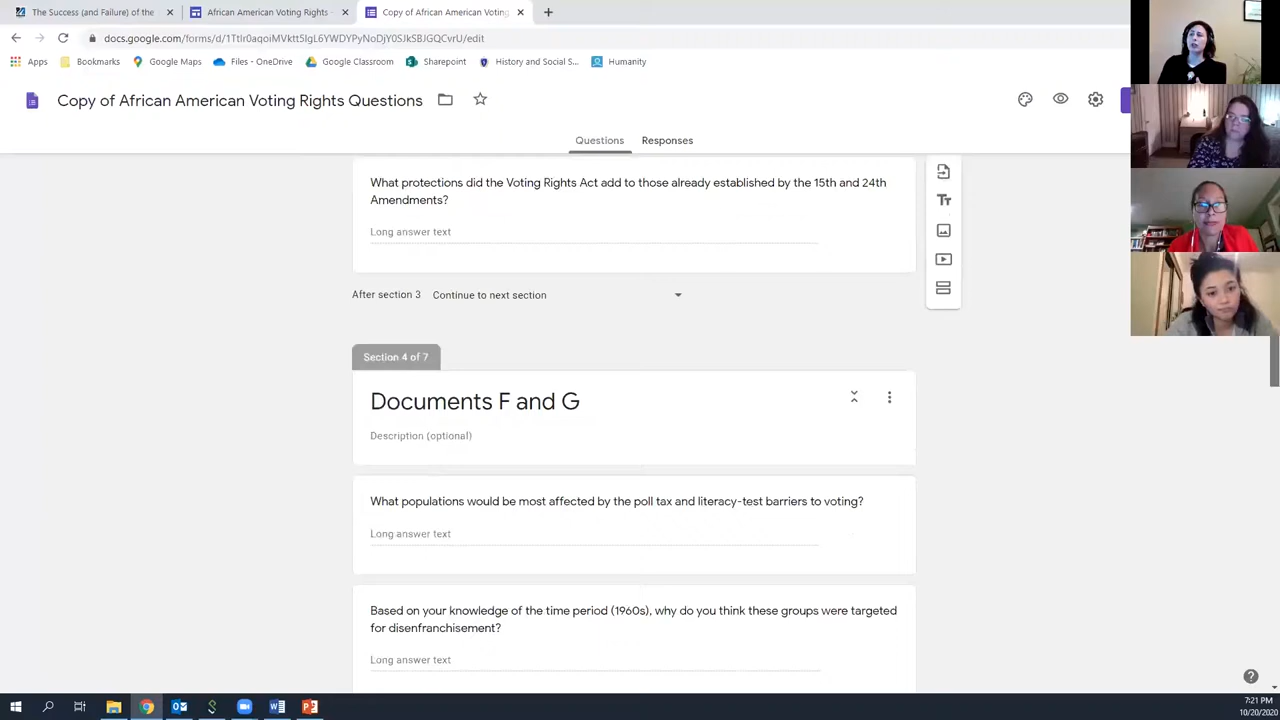 The Success (and Failure) of the
African American Voting Rights -
Copy of African American Voting
docs.google.com/forms/d/1Ttlr0aqoiMVktt5IgL6YWDYPyNoDjY0SJkSBJGQCvrU/edit
Apps
Bookmarks
Google Maps
Files - OneDrive
Google Classroom
Sharepoint
History and Social S...
Humanity
Copy of African American Voting Rights Questions
Questions
Responses
What protections did the Voting Rights Act add to those already established by the 15th and 24th
Amendments?
Long answer text
After section 3
Continue to next section
Section 4 of 7
Documents F and G
Description (optional)
What populations would be most affected by the poll tax and literacy-test barriers to voting?
Long answer text
Based on your knowledge of the time period (1960s), why do you think these groups were targeted
for disenfranchisement?
Long answer text
7:21 PM
10/20/2020